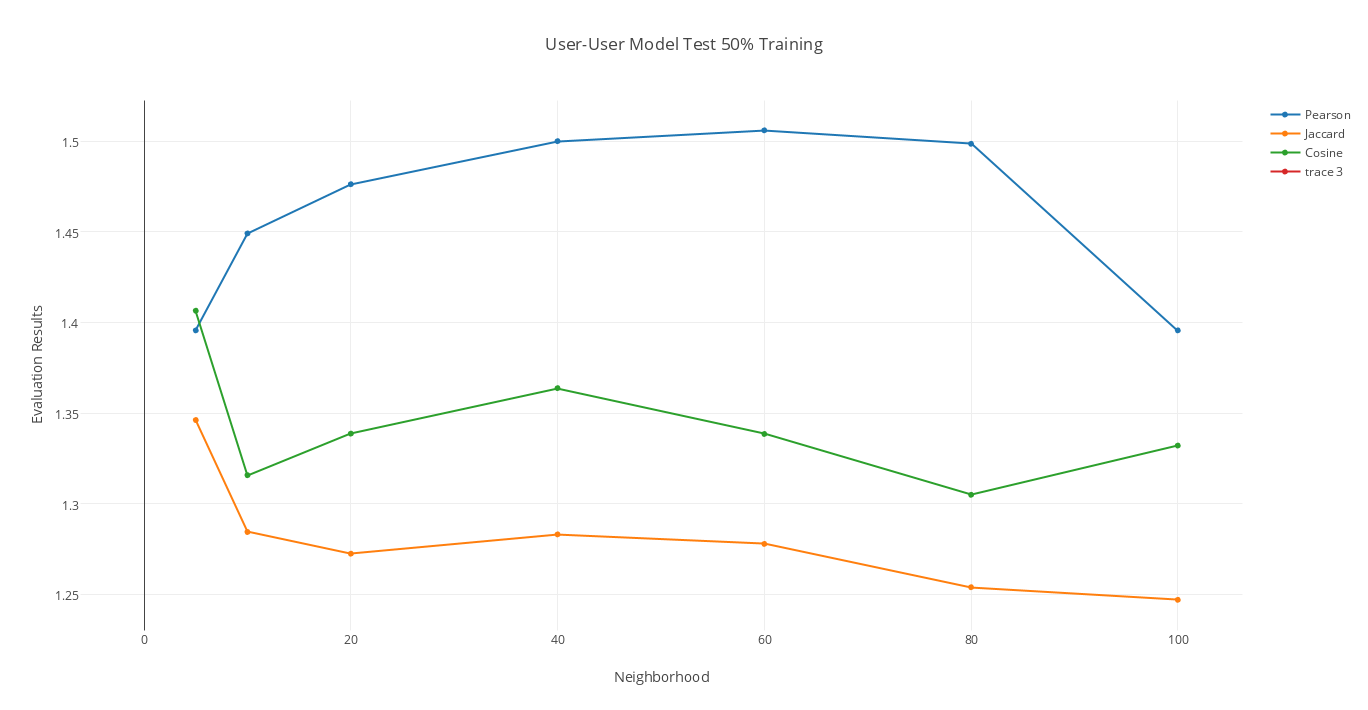 User-User Model Test 50% Training
Pearson
Jaccard
Cosine
trace 3
Evaluation Results
1.5
1.45
1.4
1.35
1.3
1.25
0
20
40
60
80
100
Neighborhood